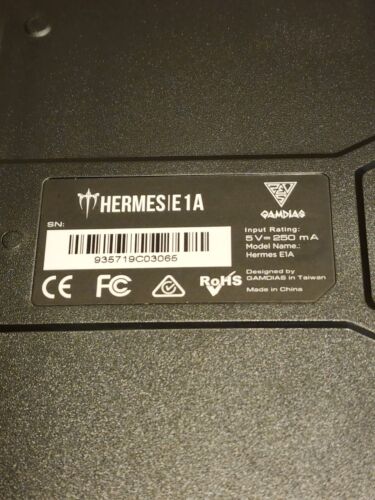 HERMES|E1A
GAMDIAS
SN:
935719C03065
Input Rating:
5V⎓250 mA
Model Name.:
Hermes E1A
Designed by
GAMDIAS in Taiwan
Made in China
CE FC RoHS